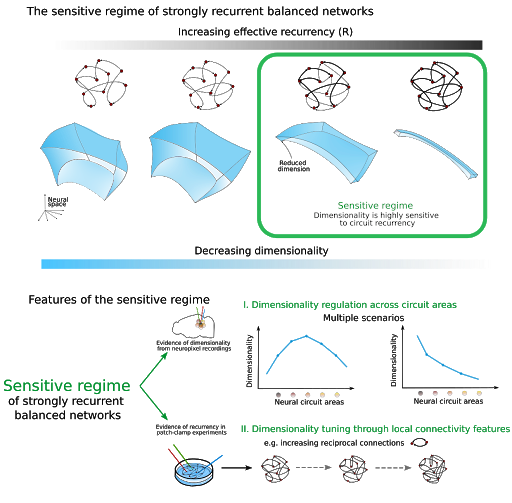 The sensitive regime of strongly recurrent balanced networks
Increasing effective recurrency (R)
Neural
space
Reduced
dimension
Sensitive regime
Dimensionality is highly sensitive
to circuit recurrency
Decreasing dimensionality
Features of the sensitive regime
Evidence of dimensionality
from neuropixel recordings
Sensitive regime
of strongly recurrent
balanced networks
Evidence of recurrency in
patch-clamp experiments
I. Dimensionality regulation across circuit areas
Multiple scenarios
Dimensionality
Neural circuit areas
Dimensionality
Neural circuit areas
II. Dimensionality tuning through local connectivity features
e.g. increasing reciprocal connections